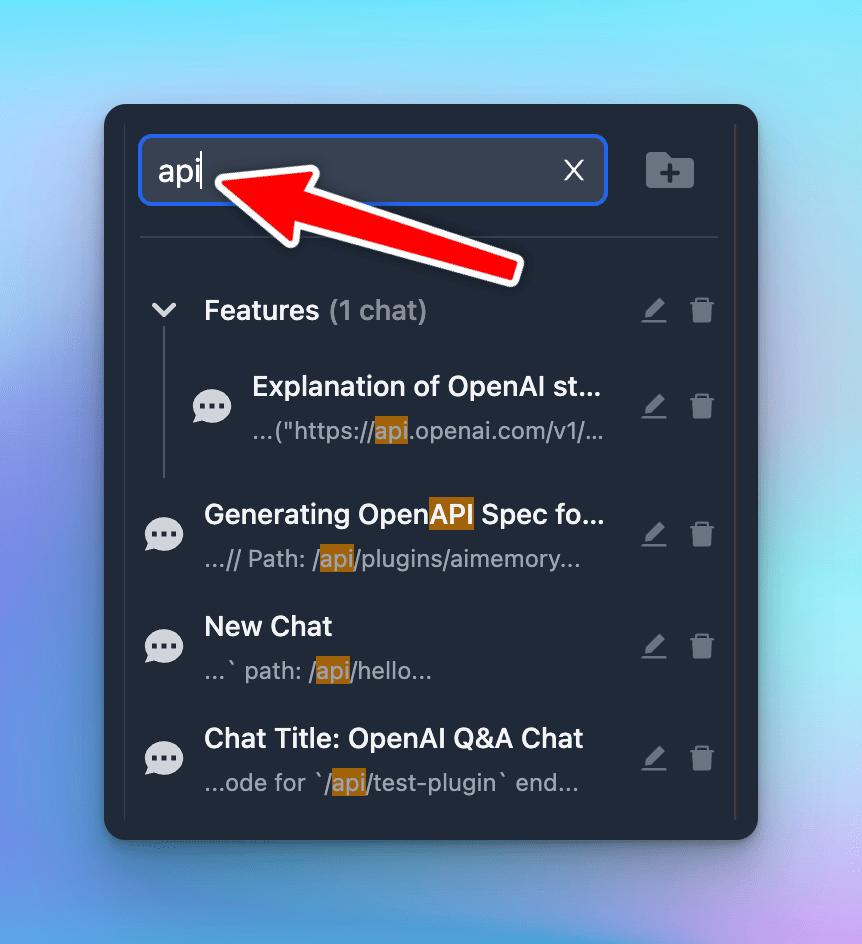 api X
Features (1 chat)
Explanation of OpenAI st...
...("https://api.openai.com/v1/...
Generating OpenAPI Spec fo...
...// Path: /api/plugins/aimemory...
New Chat
...` path: /api/hello...
Chat Title: OpenAI Q&A Chat
...ode for `/api/test-plugin` end...